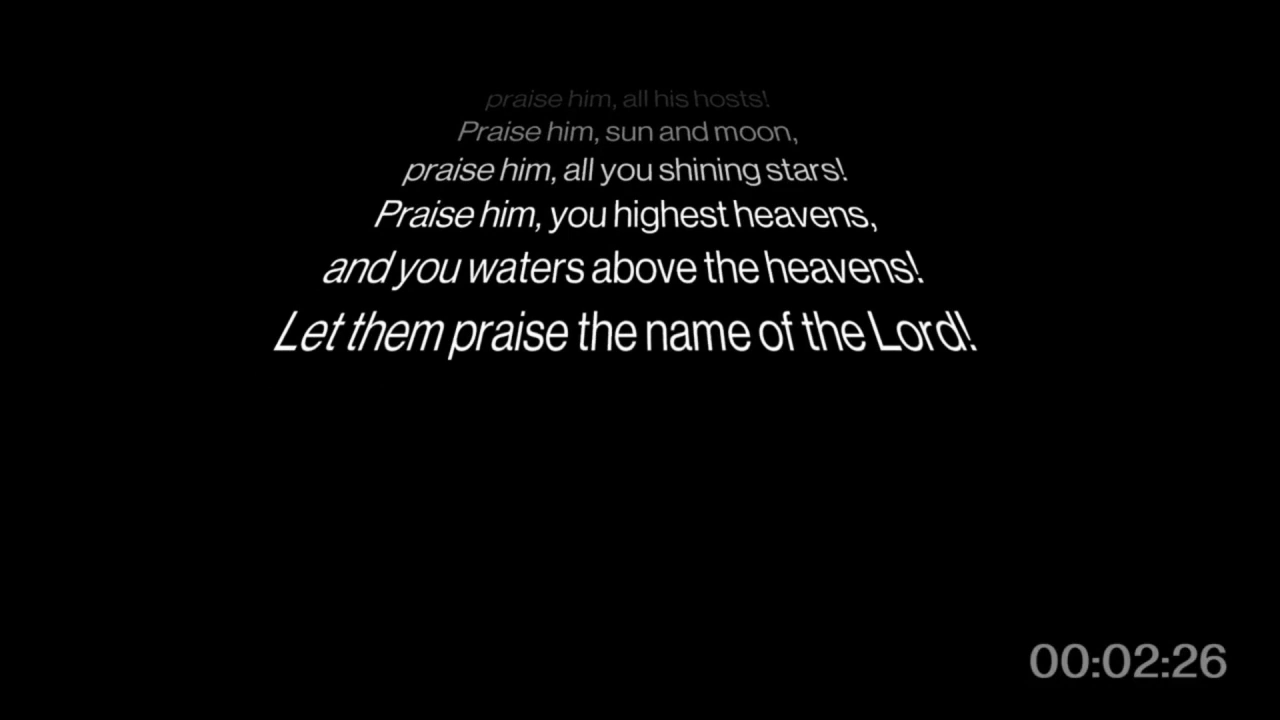 praise him, all his hosts!
Praise him, sun and moon,
praise him, all you shining stars!
Praise him, you highest heavens,
and you waters above the heavens!
Let them praise the name of the Lord!
00:02:26